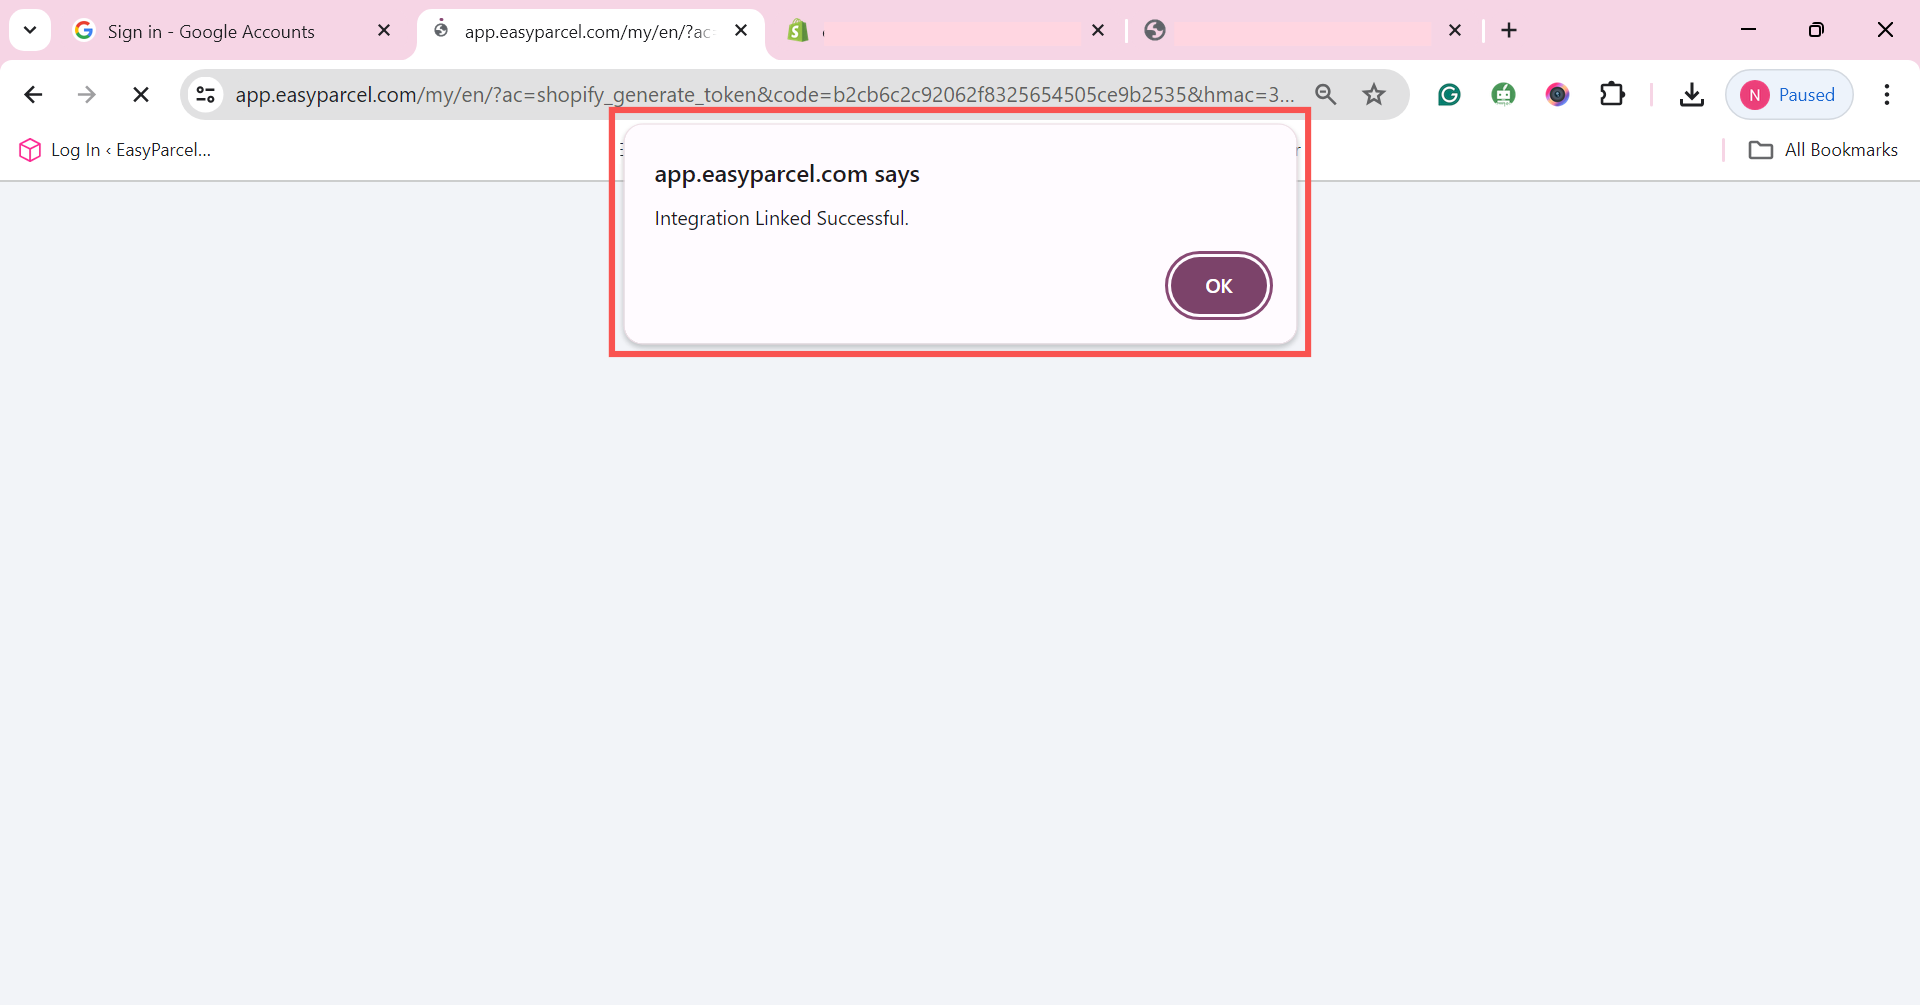 Sign in - Google Accounts
app.easyparcel.com/my/en/?ac
app.easyparcel.com/my/en/?ac=shopify_generate_token&code=b2cb6c2c92062f8325654505ce9b2535&hmac=3...
N Paused
Log In ‹ EasyParcel...
All Bookmarks
app.easyparcel.com says
Integration Linked Successful.
OK